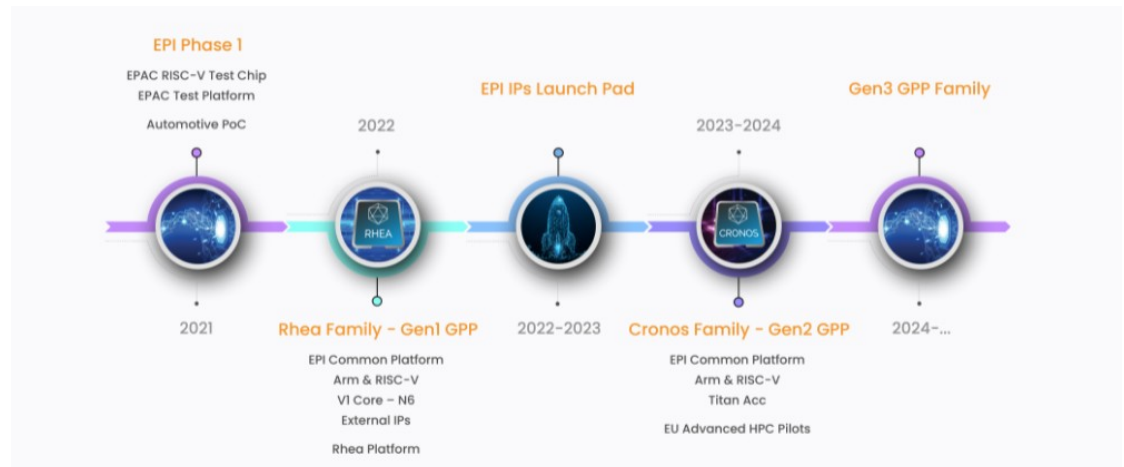 EPI Phase 1
EPAC RISC-V Test Chip
EPAC Test Platform
Automotive PoC
2021
2022
RHEA
Rhea Family - Gen1 GPP
EPI Common Platform
Arm & RISC-V
V1 Core – N6
External IPs
Rhea Platform
EPI IPs Launch Pad
2022-2023
2023-2024
CRONOS
Cronos Family - Gen2 GPP
EPI Common Platform
Arm & RISC-V
Titan Acc
EU Advanced HPC Pilots
Gen3 GPP Family
2024-...